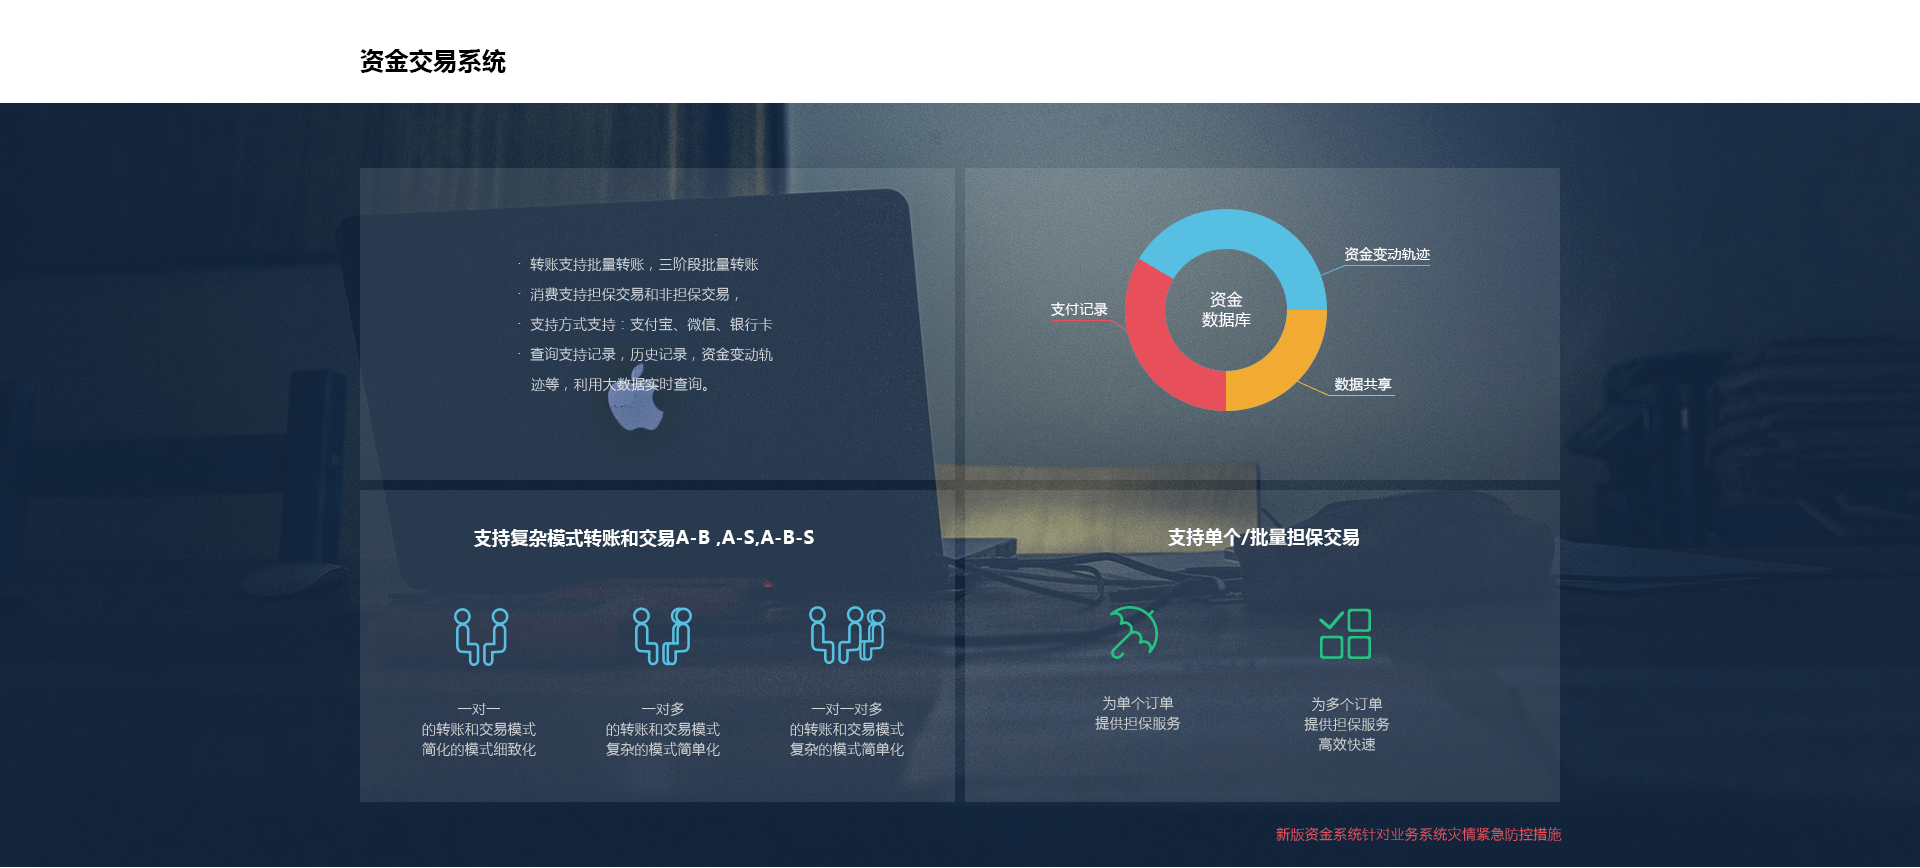 资金交易系统
· 转账支持批量转账，三阶段批量转账
· 消费支持担保交易和非担保交易，
· 支持方式支持：支付宝、微信、银行卡
· 查询支持记录，历史记录，资金变动轨
迹等，利用大数据实时查询。
资金变动轨迹
支付记录
资金
数据库
数据共享
支持复杂模式转账和交易A-B ,A-S,A-B-S
一对一
的转账和交易模式
简化的模式细致化
一对多
的转账和交易模式
复杂的模式简单化
一对一对多
的转账和交易模式
复杂的模式简单化
支持单个/批量担保交易
为单个订单
提供担保服务
为多个订单
提供担保服务
高效快速
新版资金系统针对业务系统灾情紧急防控措施